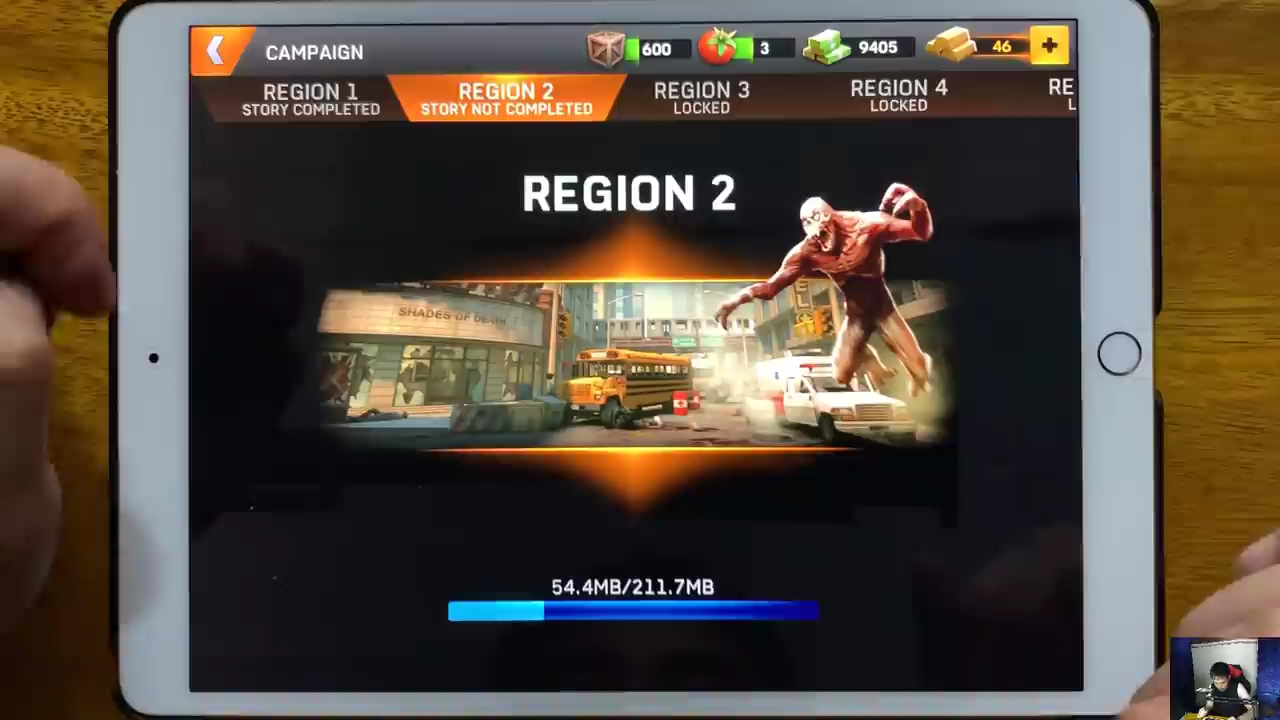 CAMPAIGN
600
3
9405
46
REGION 1
STORY COMPLETED
REGION 2
STORY NOT COMPLETED
REGION 3
LOCKED
REGION 4
LOCKED
RE
L
REGION 2
SHADES OF DEATH
54.4MB/211.7MB